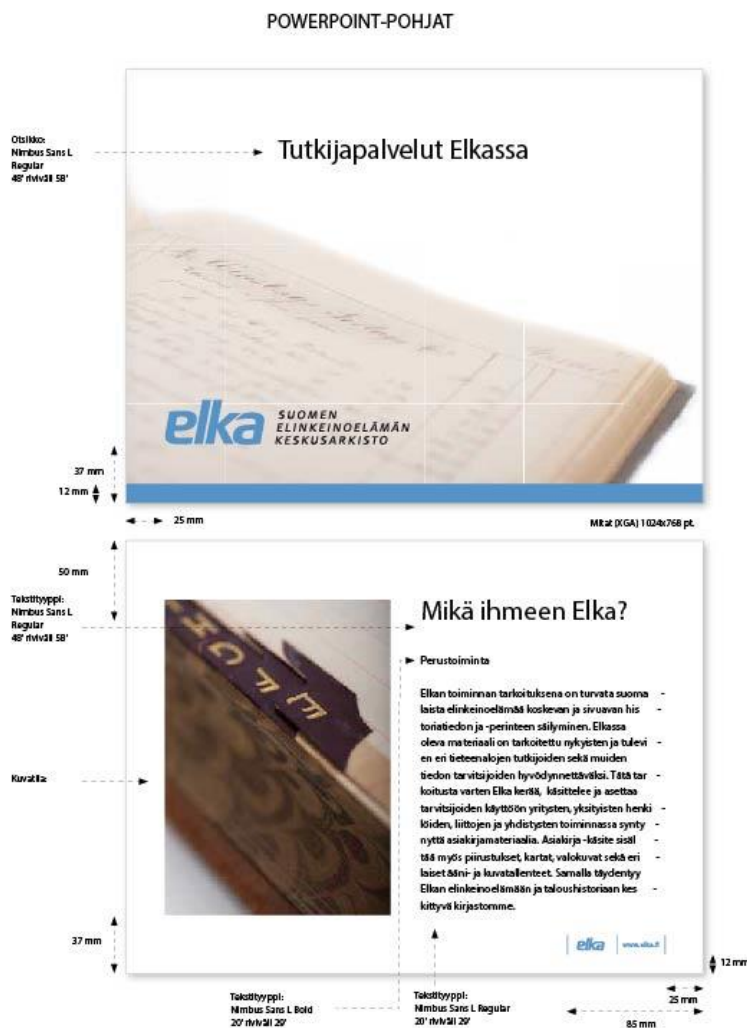 POWERPOINT-POHJAT
Otsikko:
Nimbus Sans L
Regular
48' riviväli 58'
Tutkijapalvelut Elkassa
elka
SUOMEN
ELINKEINOELÄMÄN
KESKUSARKISTO
37 mm
12 mm
25 mm
Mitat (XGA) 1024x768 pt.
50 mm
Tekstityyppi:
Nimbus Sans L
Regular
48' riviväli 58'
Mikä ihmeen Elka?
Perustoiminta
Elkan toiminnan tarkoituksena on turvata suoma -
laista elinkeinoelämää koskevan ja sivuavan his -
toriatiedon ja -perinteen säilyminen. Elkassa
oleva materiaali on tarkoitettu nykyisten ja tulevi -
en eri tieteenalojen tutkijoiden sekä muiden
tiedon tarvitsijoiden hyödynnettäväksi. Tätä tar -
koitusta varten Elka kerää, käsittelee ja asettaa
tarvitsijoiden käyttöön yritysten, yksityisten henki -
löiden, liittojen ja yhdistysten toiminnassa synty -
nyttä asiakirjamateriaalia. Asiakirja -käsite sisäl -
tää myös piirustukset, kartat, valokuvat sekä eri -
laiset ääni- ja kuvatallenteet. Samalla täydentyy
Elkan elinkeinoelämään ja taloushistoriaan kes -
kittyvä kirjastomme.
Kuvatila
37 mm
elka
www.elka.fi
12 mm
25 mm
85 mm
Tekstityyppi:
Nimbus Sans L Bold
20' riviväli 29'
Tekstityyppi:
Nimbus Sans L Regular
20' riviväli 29'